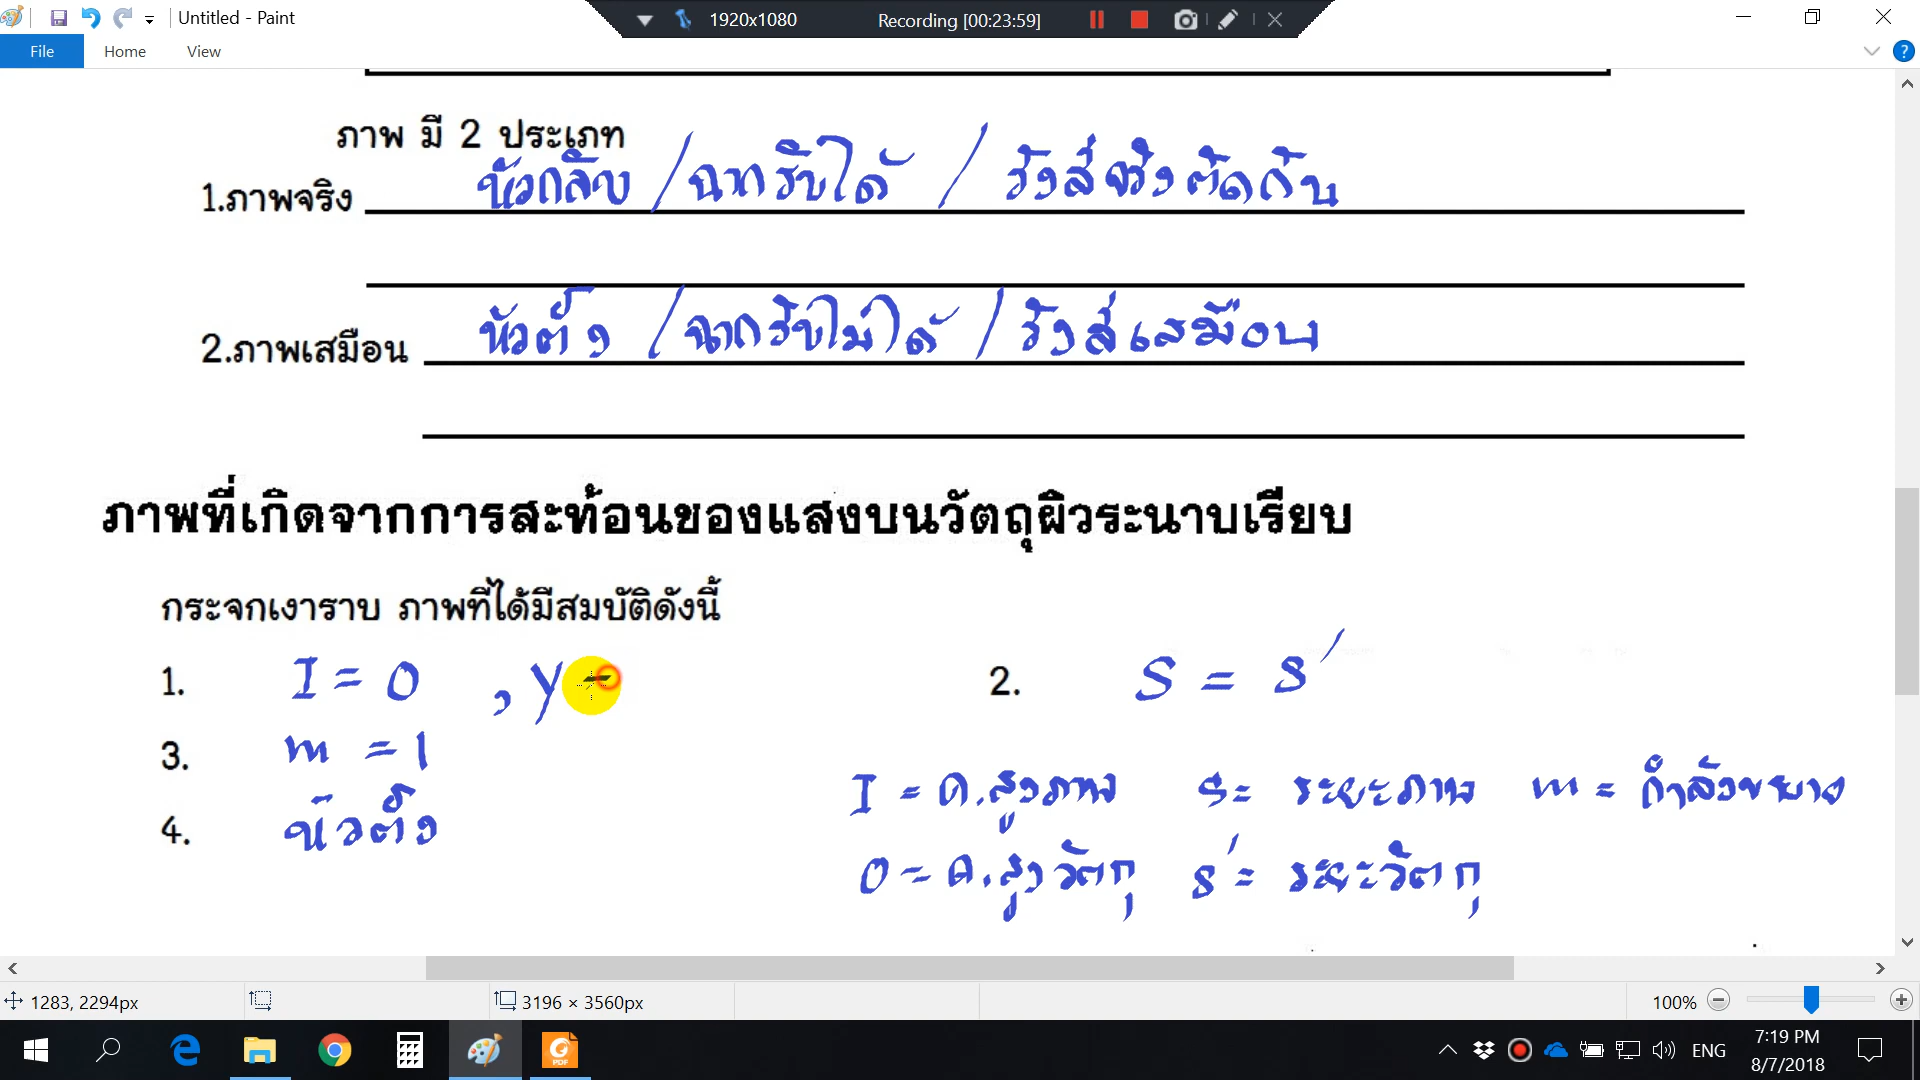 Untitled - Paint
1920x1080 Recording [00:23:59]
File Home View
ภาพ มี 2 ประเภท
1.ภาพจริง หัวกลับ / ฉากรับได้ / รังสีจริงตัดกัน
2.ภาพเสมือน หัวตั้ง / ฉากรับไม่ได้ / รังสีเสมือน
ภาพที่เกิดจากการสะท้อนของแสงบนวัตถุผิวระนาบเรียบ
กระจกเงาราบ ภาพที่ได้มีสมบัติดังนี้
1. I = O , y =
2. S = S'
3. m = 1
4. หัวตั้ง
I = ค.สูงภาพ S = ระยะภาพ m = กำลังขยาย
O = ค.สูงวัตถุ S' = ระยะวัตถุ
1283, 2294px 3196 × 3560px 100%
PDF ENG 7:19 PM
8/7/2018